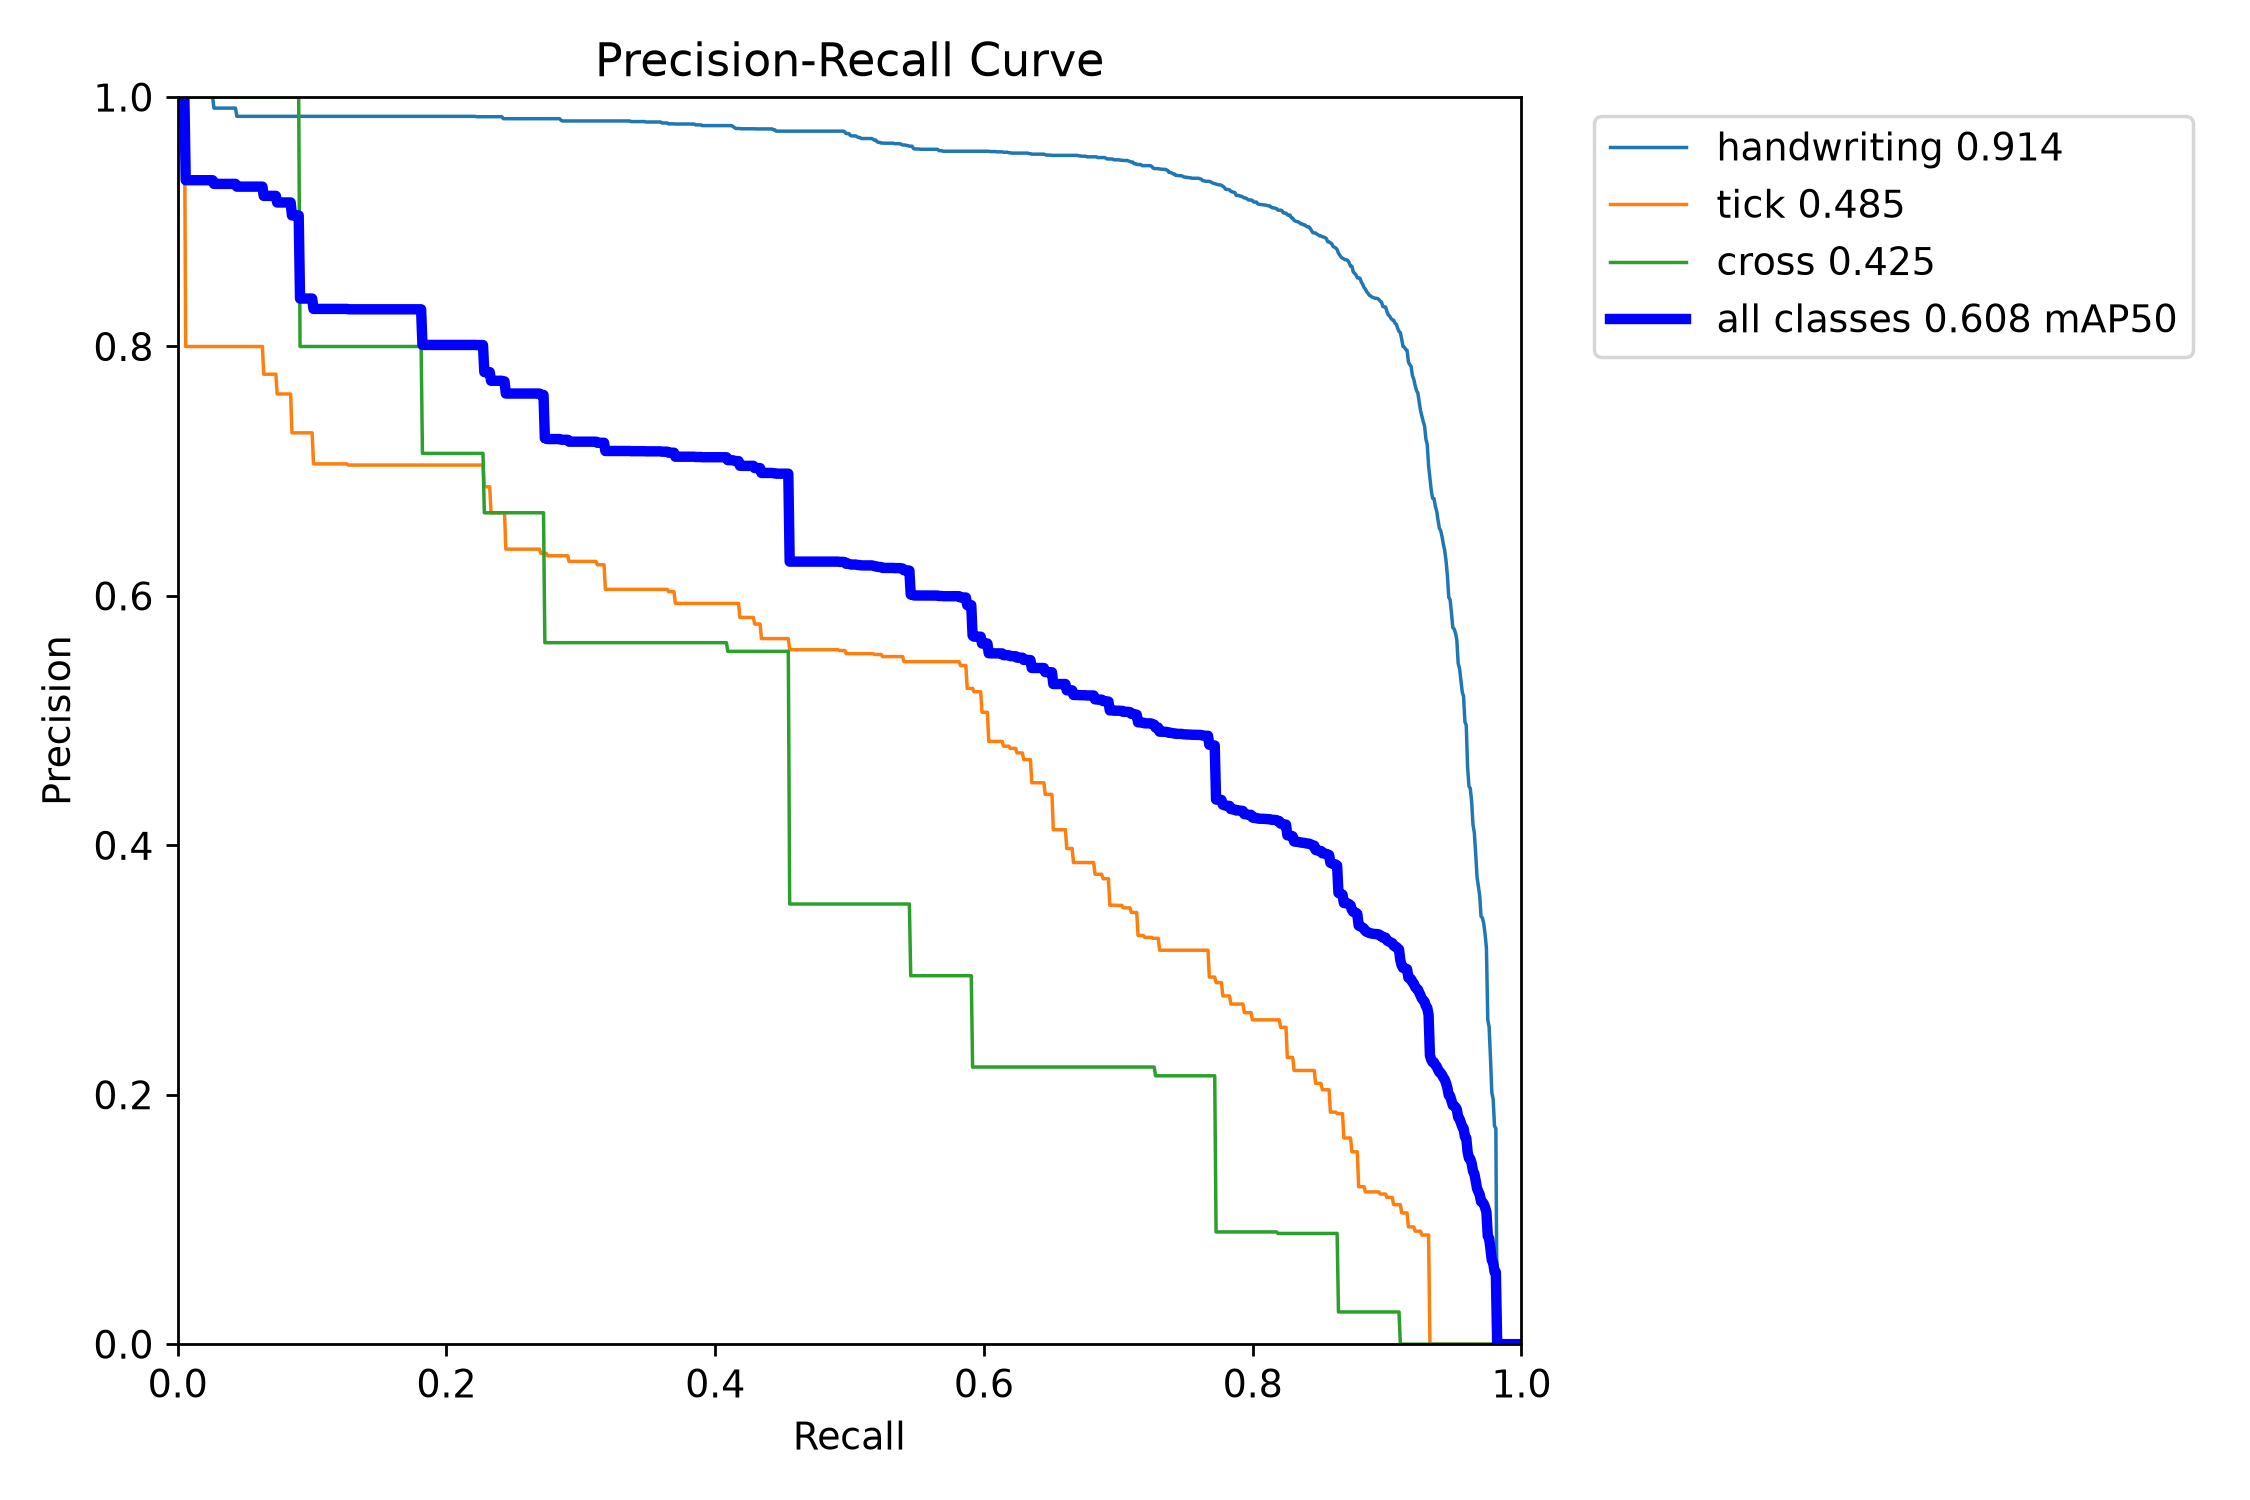 Precision-Recall Curve
1.0
0.8
0.6
0.4
0.2
0.0
Precision
0.0 0.2 0.4 0.6 0.8 1.0
Recall
handwriting 0.914
tick 0.485
cross 0.425
all classes 0.608 mAP50